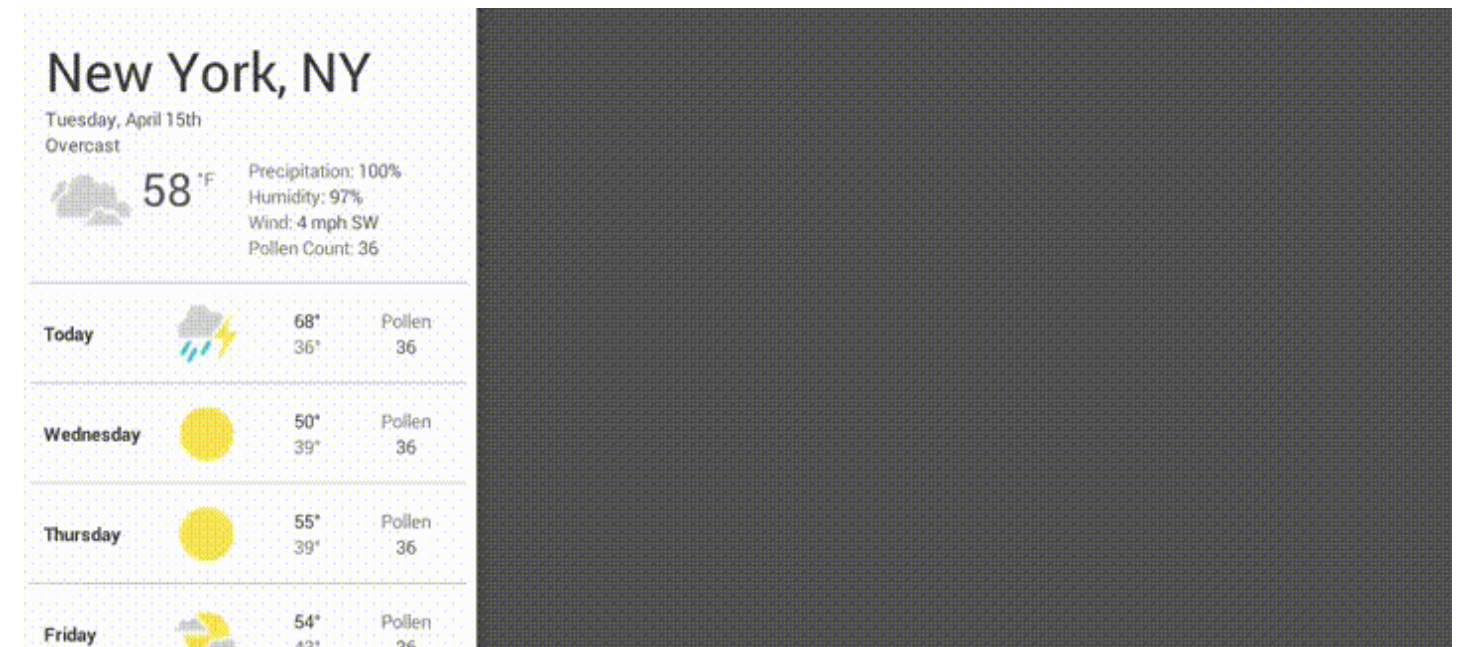 New York, NY
Tuesday, April 15th
Overcast
58 °F
Precipitation: 100%
Humidity: 97%
Wind: 4 mph SW
Pollen Count: 36
Today 68° Pollen
36° 36
Wednesday 50° Pollen
39° 36
Thursday 55° Pollen
39° 36
Friday 54° Pollen